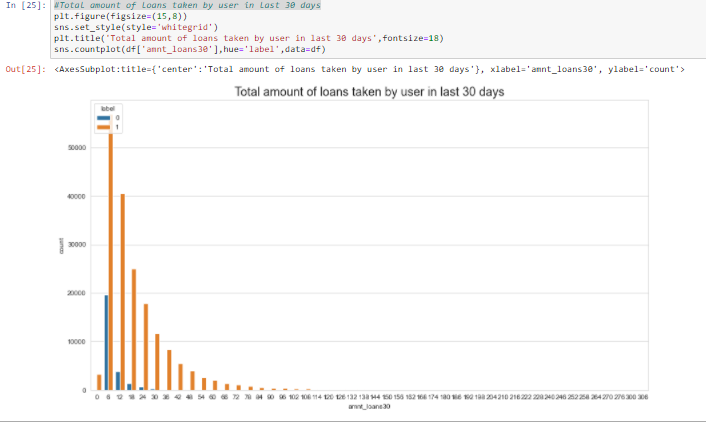 In [25]: #Total amount of loans taken by user in last 30 days
plt.figure(figsize=(15,8))
sns.set_style(style='whitegrid')
plt.title('Total amount of loans taken by user in last 30 days',fontsize=18)
sns.countplot(df['amnt_loans30'],hue='label',data=df)
Out[25]: <AxesSubplot:title={'center':'Total amount of loans taken by user in last 30 days'}, xlabel='amnt_loans30', ylabel='count'>
Total amount of loans taken by user in last 30 days
label
0
1
50000
40000
30000
20000
10000
0
count
0 6 12 18 24 30 36 42 48 54 60 66 72 78 84 90 96 102 108 114 120 126 132 138 144 150 156 162 168 174 180 186 192 198 204 210 216 222 228 240 246 252 258 264 270 276 300 306
amnt_loans30